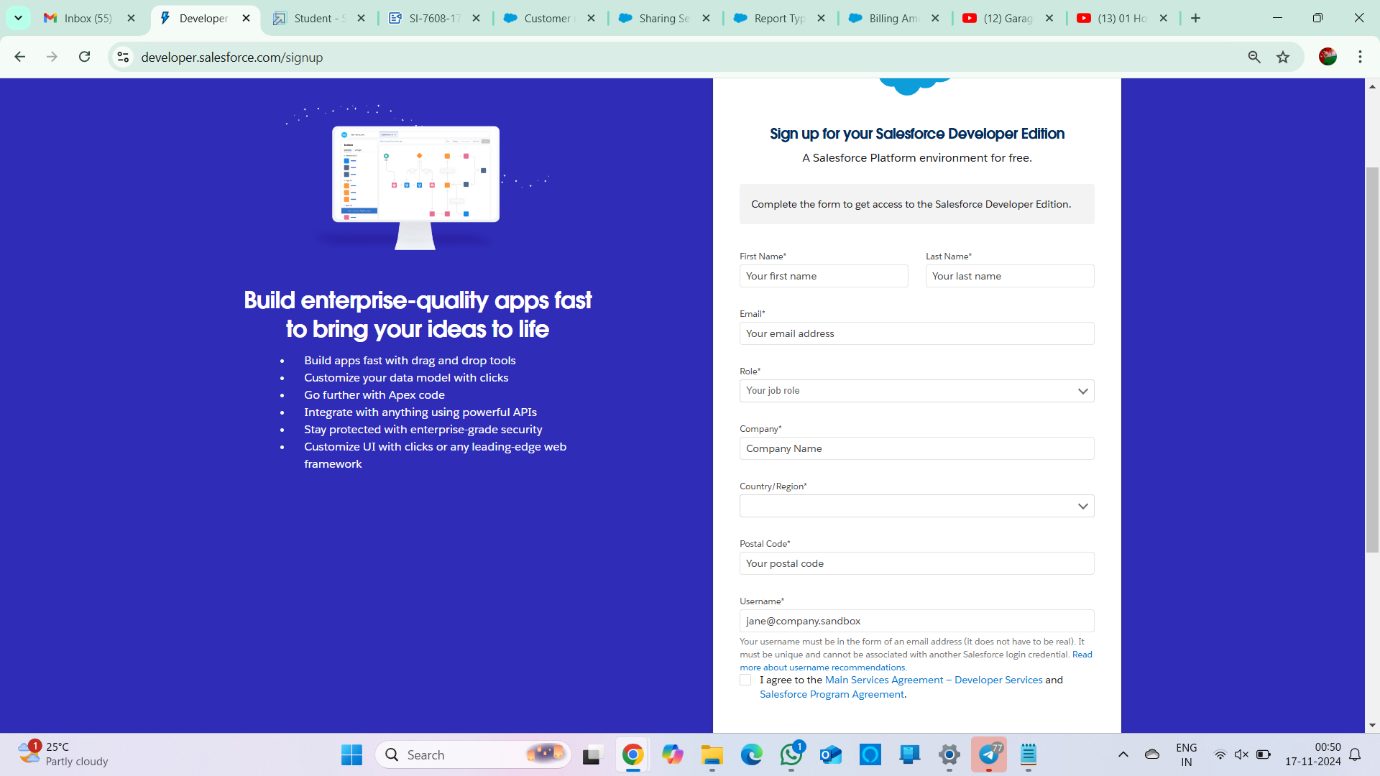 Inbox (55)
Developer
Student - S
SI-7608-17
Customer
Sharing Se
Report Typ
Billing Am
(12) Garag
(13) 01 Ho
developer.salesforce.com/signup
Build enterprise-quality apps fast
to bring your ideas to life
• Build apps fast with drag and drop tools
• Customize your data model with clicks
• Go further with Apex code
• Integrate with anything using powerful APIs
• Stay protected with enterprise-grade security
• Customize UI with clicks or any leading-edge web
framework
Sign up for your Salesforce Developer Edition
A Salesforce Platform environment for free.
Complete the form to get access to the Salesforce Developer Edition.
First Name* Last Name*
Your first name Your last name
Email*
Your email address
Role*
Your job role
Company*
Company Name
Country/Region*
Postal Code*
Your postal code
Username*
jane@company.sandbox
Your username must be in the form of an email address (it does not have to be real). It
must be unique and cannot be associated with another Salesforce login credential. Read
more about username recommendations.
I agree to the Main Services Agreement – Developer Services and
Salesforce Program Agreement.
1
25°C
Partly cloudy
Search
1
77
ENG
IN
00:50
17-11-2024